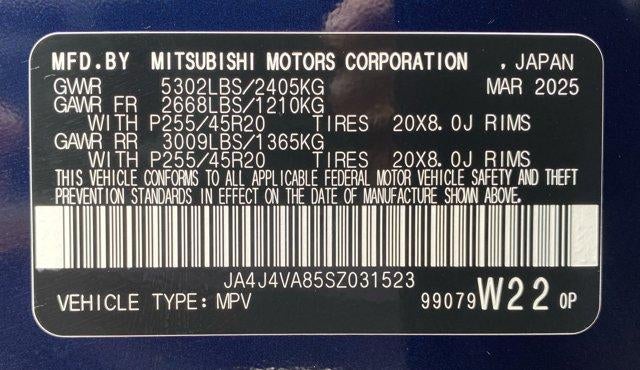 MFD.BY MITSUBISHI MOTORS CORPORATION , JAPAN
GVWR 5302LBS/2405KG MAR 2025
GAWR FR 2668LBS/1210KG
WITH P255/45R20 TIRES 20X8.0J RIMS
GAWR RR 3009LBS/1365KG
WITH P255/45R20 TIRES 20X8.0J RIMS
THIS VEHICLE CONFORMS TO ALL APPLICABLE FEDERAL MOTOR VEHICLE SAFETY AND THEFT
PREVENTION STANDARDS IN EFFECT ON THE DATE OF MANUFACTURE SHOWN ABOVE.
JA4J4VA85SZ031523
VEHICLE TYPE: MPV 99079 W22 0P